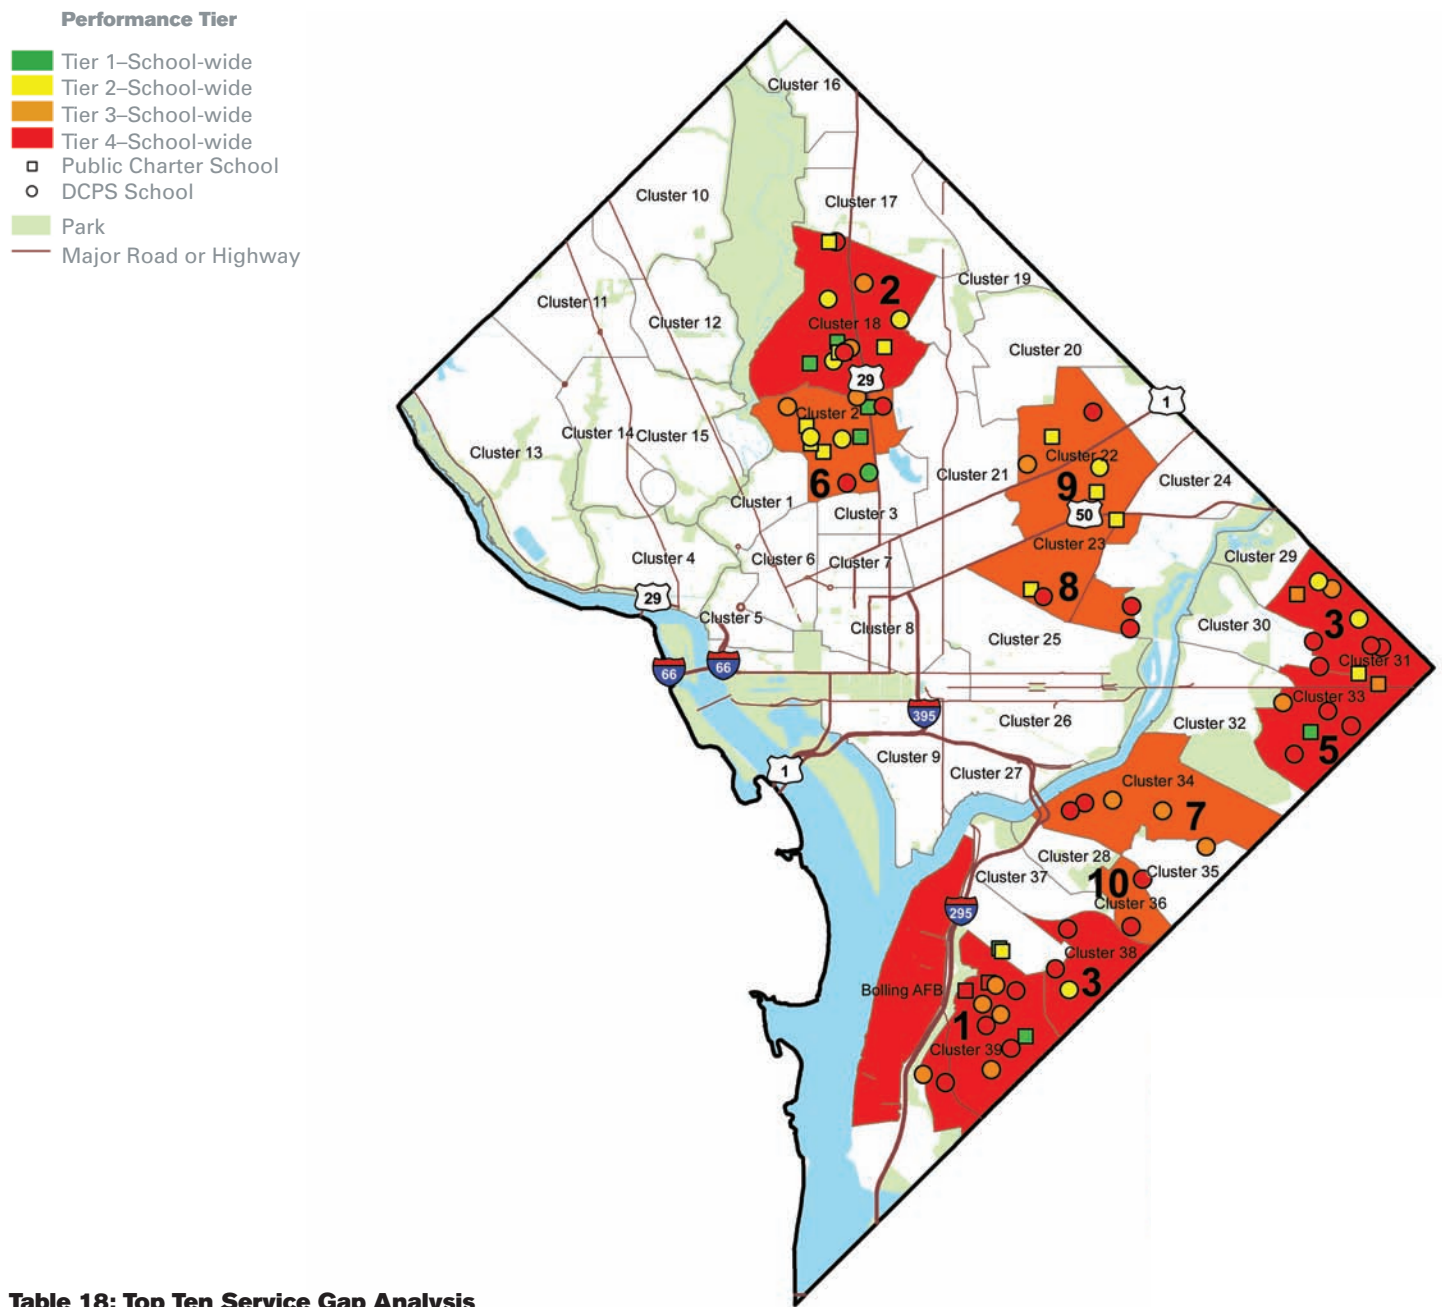 Performance Tier
Tier 1–School-wide
Tier 2–School-wide
Tier 3–School-wide
Tier 4–School-wide
Public Charter School
DCPS School
Park
Major Road or Highway
Cluster 16
Cluster 10
Cluster 17
Cluster 19
2
Cluster 11
Cluster 12
Cluster 18
Cluster 20
29
1
Cluster 2
Cluster 14
Cluster 15
Cluster 13
Cluster 22
Cluster 21
Cluster 24
6
9
Cluster 1
Cluster 3
50
Cluster 23
Cluster 4
Cluster 6
Cluster 7
Cluster 29
8
29
Cluster 5
Cluster 8
Cluster 25
Cluster 30
3
Cluster 31
66
66
Cluster 33
395
Cluster 26
Cluster 32
5
Cluster 9
Cluster 27
1
Cluster 34
7
Cluster 28
Cluster 37
10
Cluster 35
Cluster 36
295
Cluster 38
Bolling AFB
3
1
Cluster 39
Table 18: Top Ten Service Gap Analysis